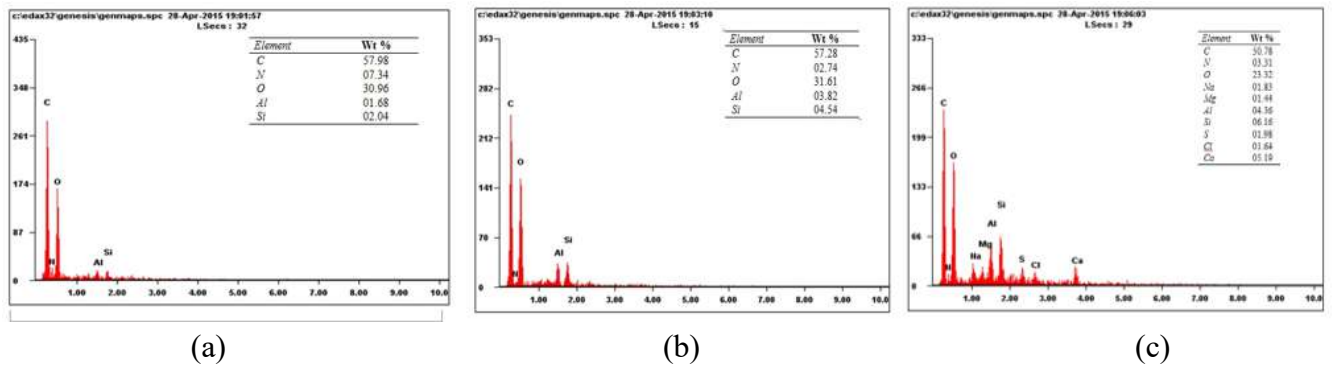 c:\edax32\genesis\genmaps.spc 28-Apr-2015 19:01:57
LSecs : 32
435
348
261
174
87
0
C
O
N
Al
Si
1.00 2.00 3.00 4.00 5.00 6.00 7.00 8.00 9.00 10.0
Element Wt %
C 57.98
N 07.34
O 30.96
Al 01.68
Si 02.04
(a)
c:\edax32\genesis\genmaps.spc 28-Apr-2015 19:03:10
LSecs : 15
353
282
212
141
70
0
C
O
N
Al
Si
1.00 2.00 3.00 4.00 5.00 6.00 7.00 8.00 9.00 10.0
Element Wt %
C 57.28
N 02.74
O 31.61
Al 03.82
Si 04.54
(b)
c:\edax32\genesis\genmaps.spc 28-Apr-2015 19:06:03
LSecs : 29
333
266
199
133
66
0
C
O
N
Na
Mg
Al
Si
S
Cl
Ca
1.00 2.00 3.00 4.00 5.00 6.00 7.00 8.00 9.00 10.0
Element Wt %
C 50.78
N 03.31
O 23.32
Na 01.83
Mg 01.44
Al 04.36
Si 06.16
S 01.98
Cl 01.64
Ca 05.19
(c)